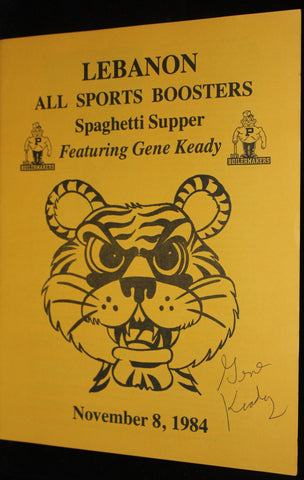 LEBANON
ALL SPORTS BOOSTERS
Spaghetti Supper
Featuring Gene Keady
P P
BOILERMAKERS BOILERMAKERS
November 8, 1984
Gene
Keady